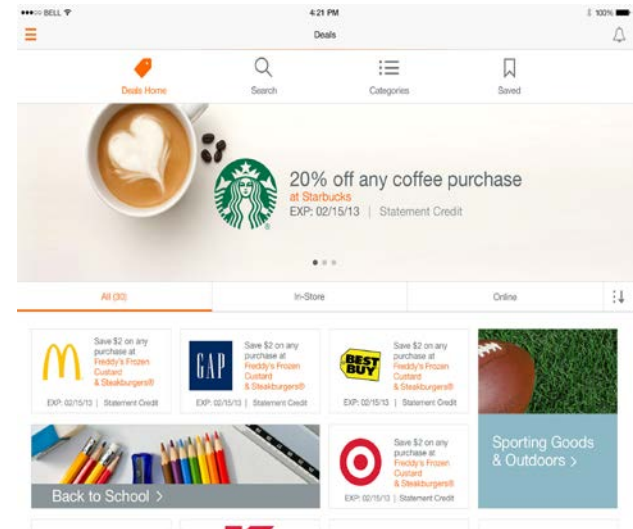 BELL 4:21 PM 100%
Deals
Deals Home Search Categories Saved
20% off any coffee purchase
at Starbucks
EXP: 02/15/13 | Statement Credit
All (30) In-Store Online
Save $2 on any
purchase at
Freddy's Frozen
Custard
& Steakburgers®
EXP: 02/15/13 | Statement Credit
GAP
Save $2 on any
purchase at
Freddy's Frozen
Custard
& Steakburgers®
EXP: 02/15/13 | Statement Credit
BEST
BUY
Save $2 on any
purchase at
Freddy's Frozen
Custard
& Steakburgers®
EXP: 02/15/13 | Statement Credit
Sporting Goods
& Outdoors >
Back to School >
Save $2 on any
purchase at
Freddy's Frozen
Custard
& Steakburgers®
EXP: 02/15/13 | Statement Credit